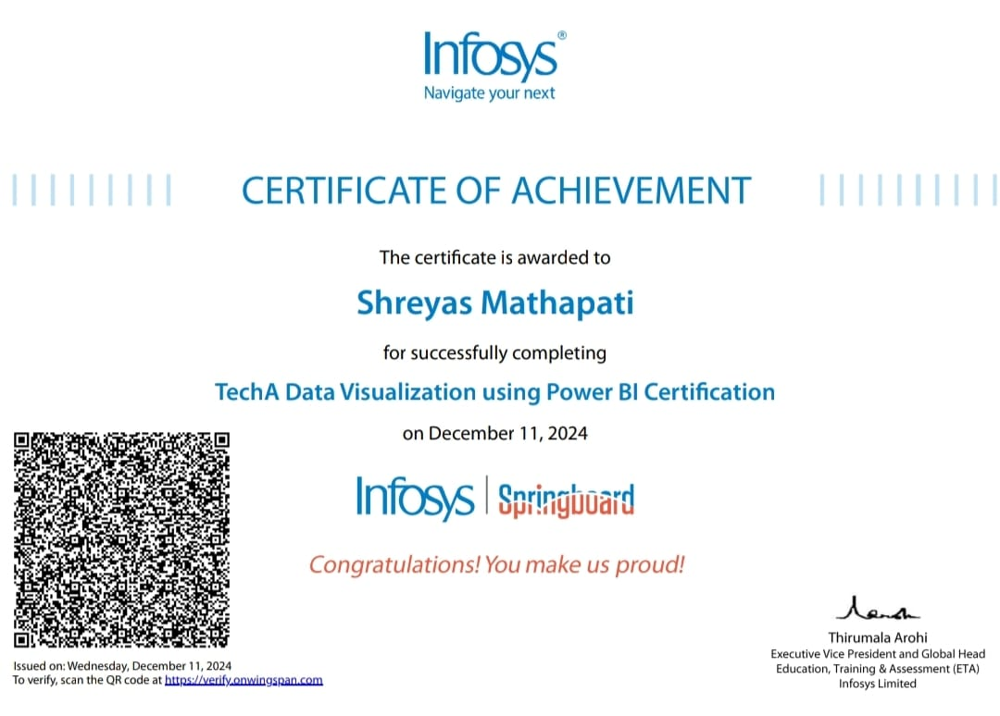 Infosys®
Navigate your next
CERTIFICATE OF ACHIEVEMENT
The certificate is awarded to
Shreyas Mathapati
for successfully completing
TechA Data Visualization using Power BI Certification
on December 11, 2024
Infosys | Springboard
Congratulations! You make us proud!
Thirumala Arohi
Executive Vice President and Global Head
Education, Training & Assessment (ETA)
Infosys Limited
Issued on: Wednesday, December 11, 2024
To verify, scan the QR code at https://verify.onwingspan.com